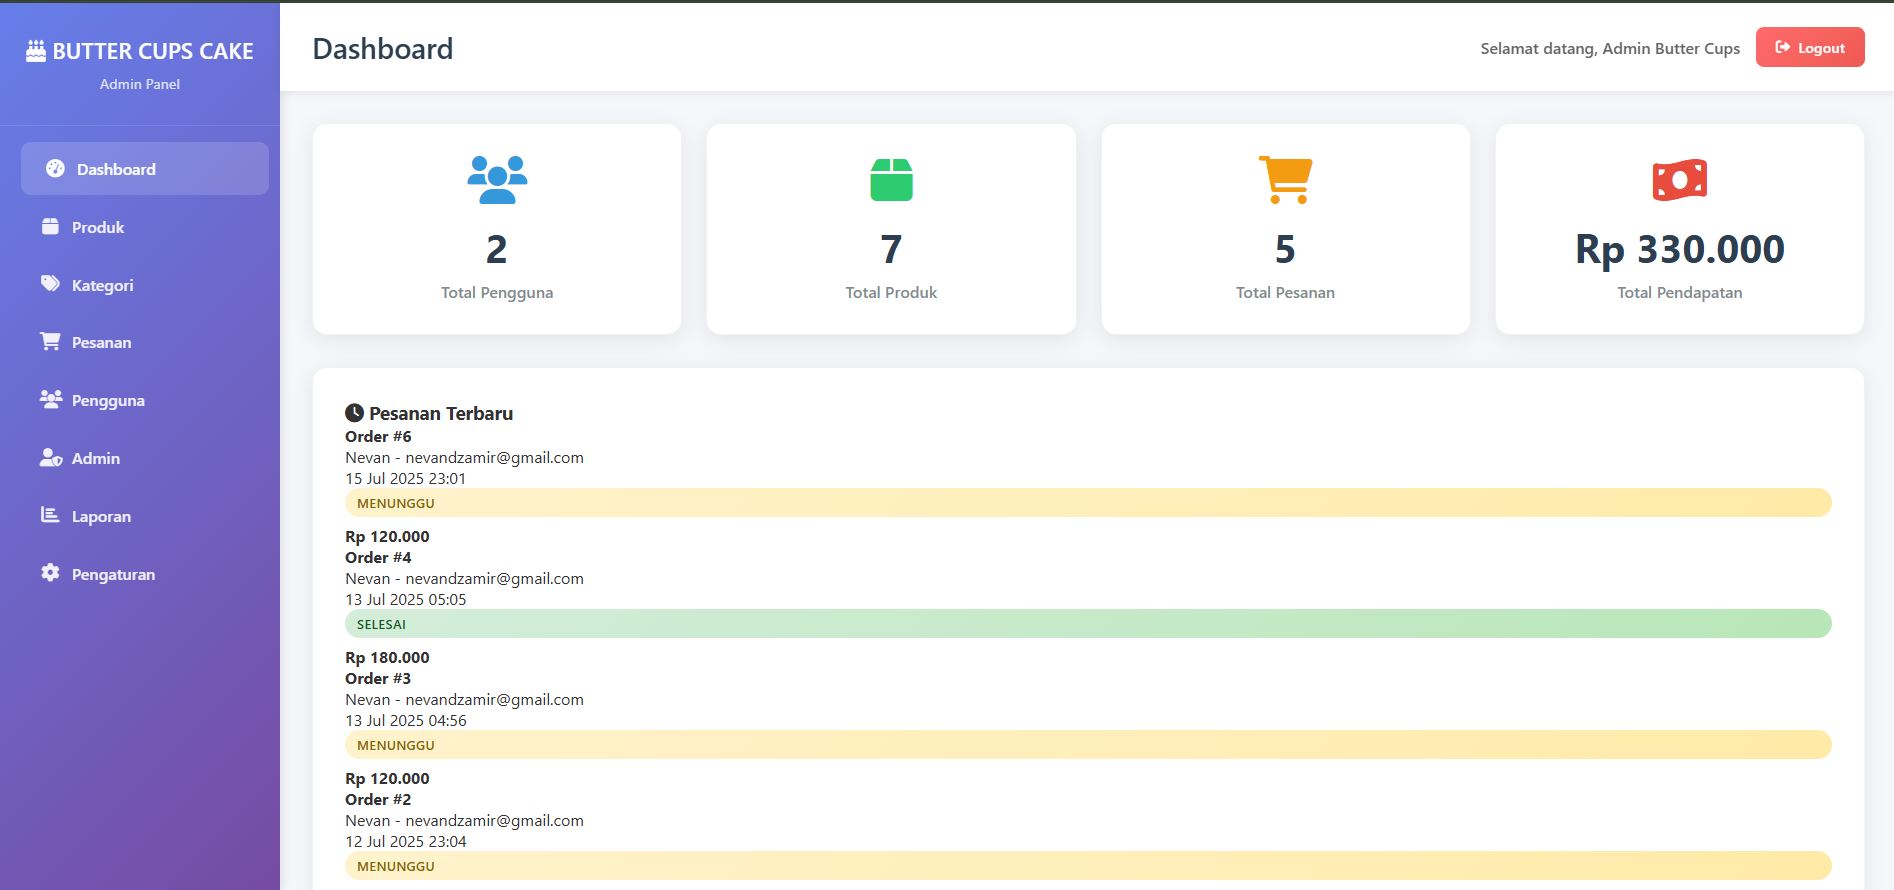 BUTTER CUPS CAKE
Admin Panel
Dashboard
Produk
Kategori
Pesanan
Pengguna
Admin
Laporan
Pengaturan
Dashboard
Selamat datang, Admin Butter Cups
Logout
2
Total Pengguna
7
Total Produk
5
Total Pesanan
Rp 330.000
Total Pendapatan
Pesanan Terbaru
Order #6
Nevan - nevandzamir@gmail.com
15 Jul 2025 23:01
MENUNGGU
Rp 120.000
Order #4
Nevan - nevandzamir@gmail.com
13 Jul 2025 05:05
SELESAI
Rp 180.000
Order #3
Nevan - nevandzamir@gmail.com
13 Jul 2025 04:56
MENUNGGU
Rp 120.000
Order #2
Nevan - nevandzamir@gmail.com
12 Jul 2025 23:04
MENUNGGU